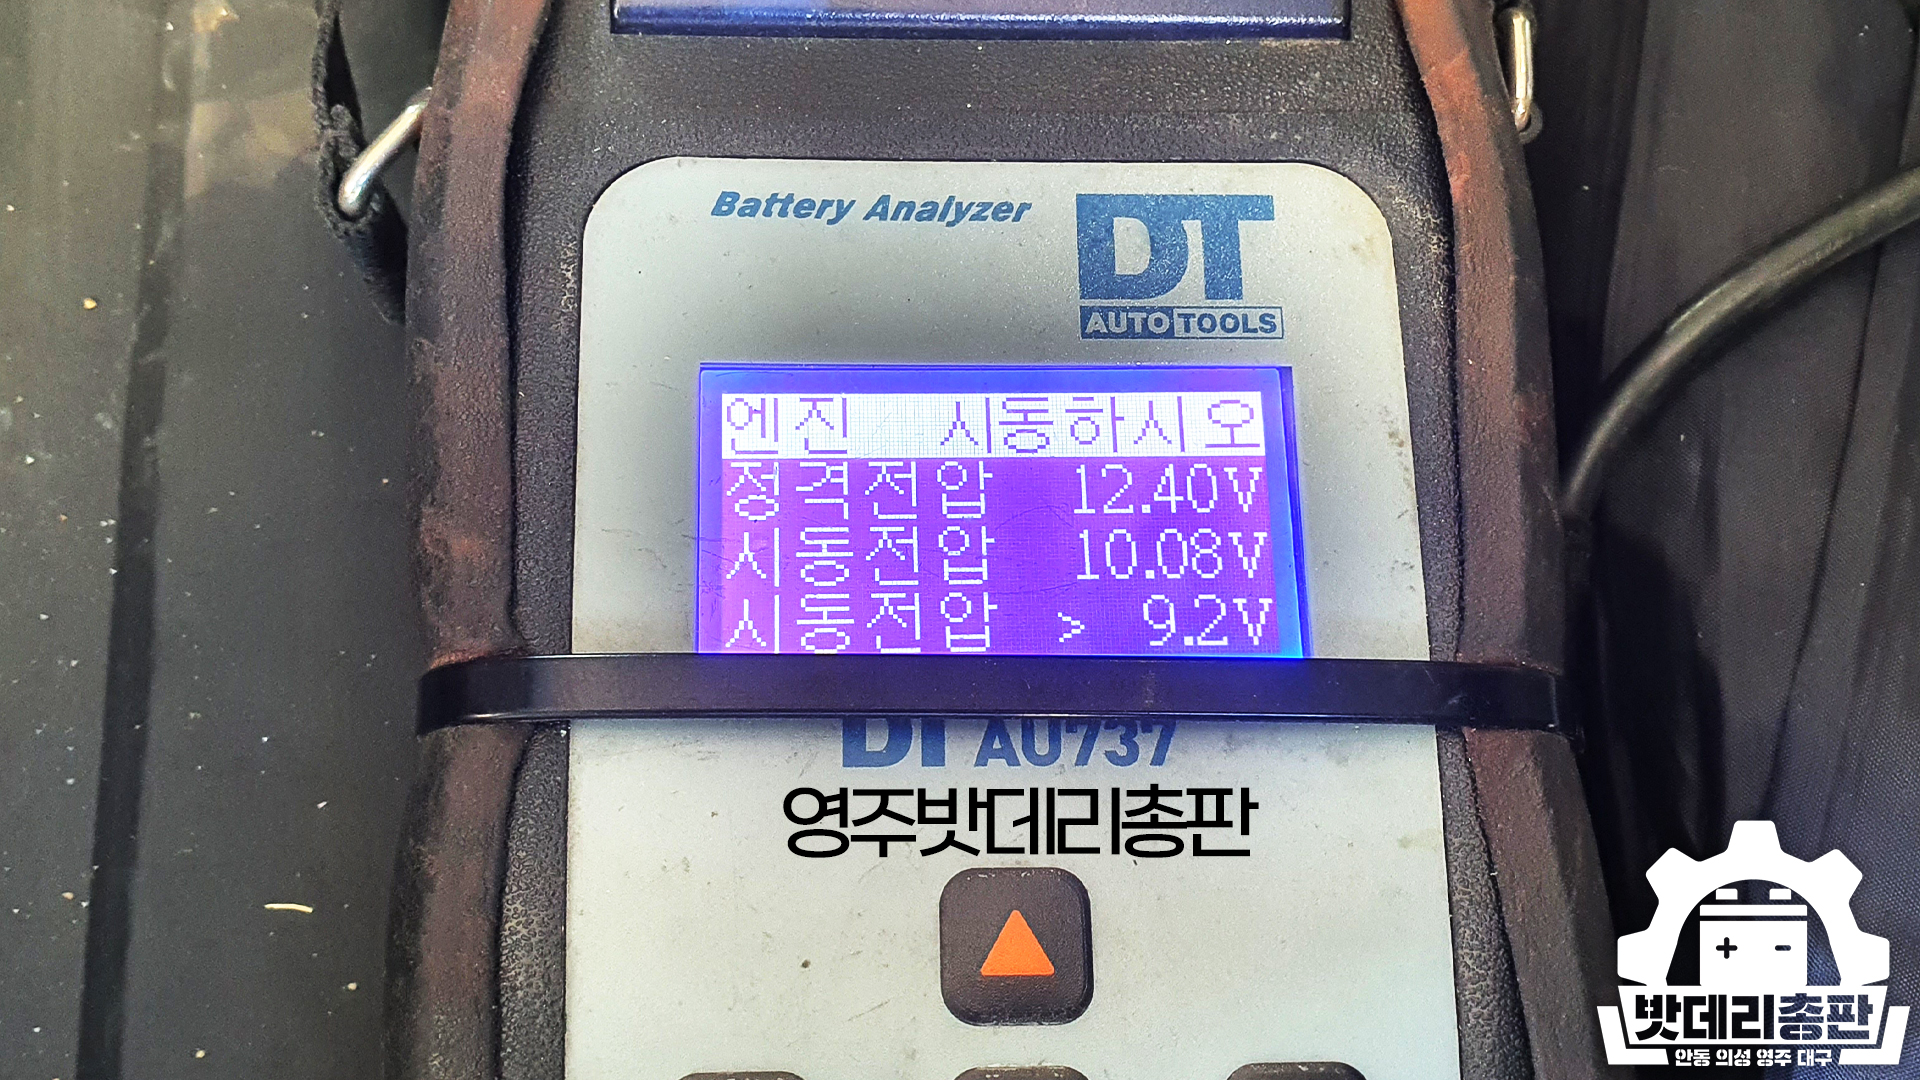 Battery Analyzer
DT
AUTO TOOLS
엔진 시동하시오
정격전압 12.40V
시동전압 10.08V
시동전압 > 9.2V
DT AU737
영주밧데리총판
+ -
밧데리총판
안동 의성 영주 대구